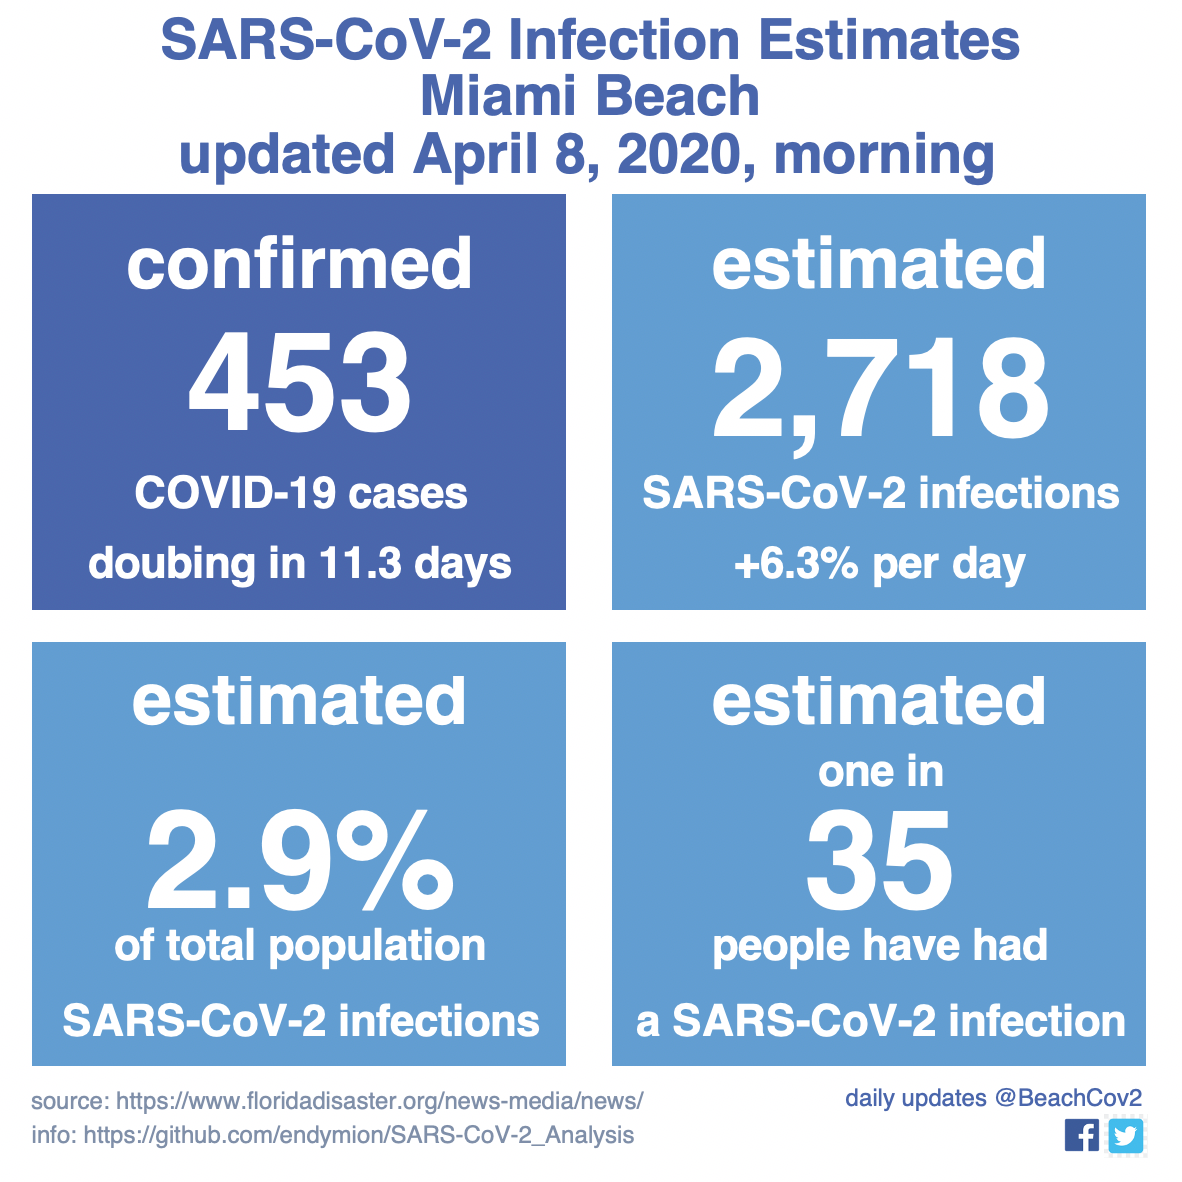 SARS-CoV-2 Infection Estimates
Miami Beach
updated April 8, 2020, morning
confirmed
453
COVID-19 cases
doubing in 11.3 days
estimated
2,718
SARS-CoV-2 infections
+6.3% per day
estimated
2.9%
of total population
SARS-CoV-2 infections
estimated
one in
35
people have had
a SARS-CoV-2 infection
source: https://www.floridadisaster.org/news-media/news/
info: https://github.com/endymion/SARS-CoV-2_Analysis
daily updates @BeachCov2